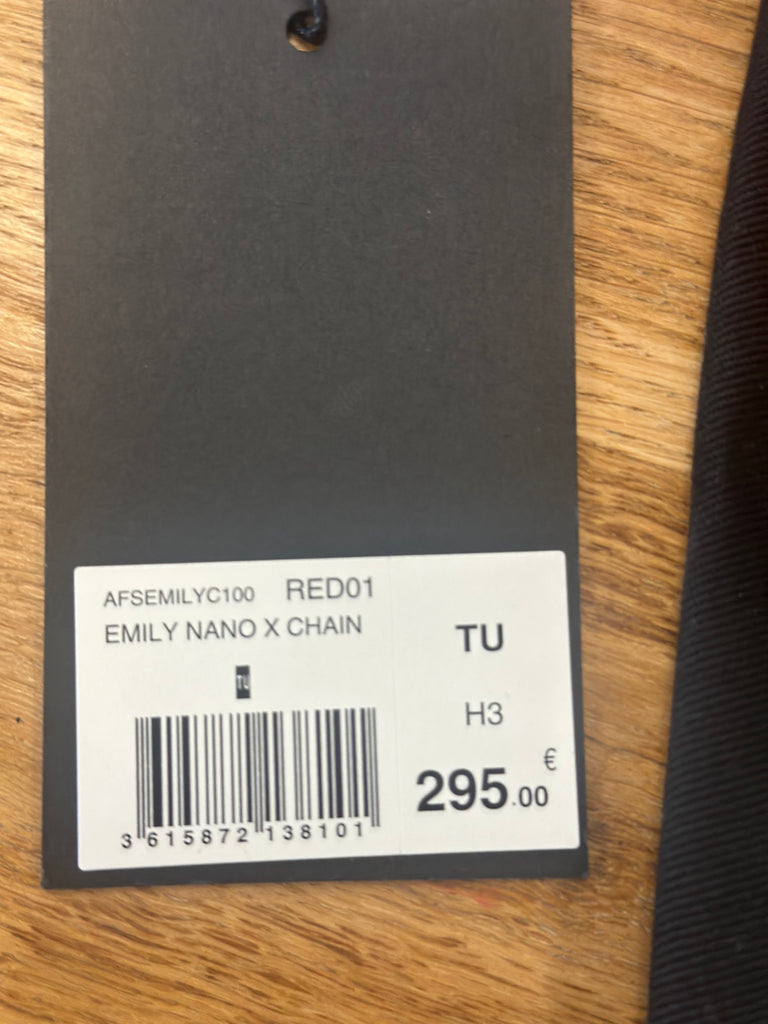 AFSEMILYC100 RED01
EMILY NANO X CHAIN
TU
3 615872 138101
TU
H3
295.00 €